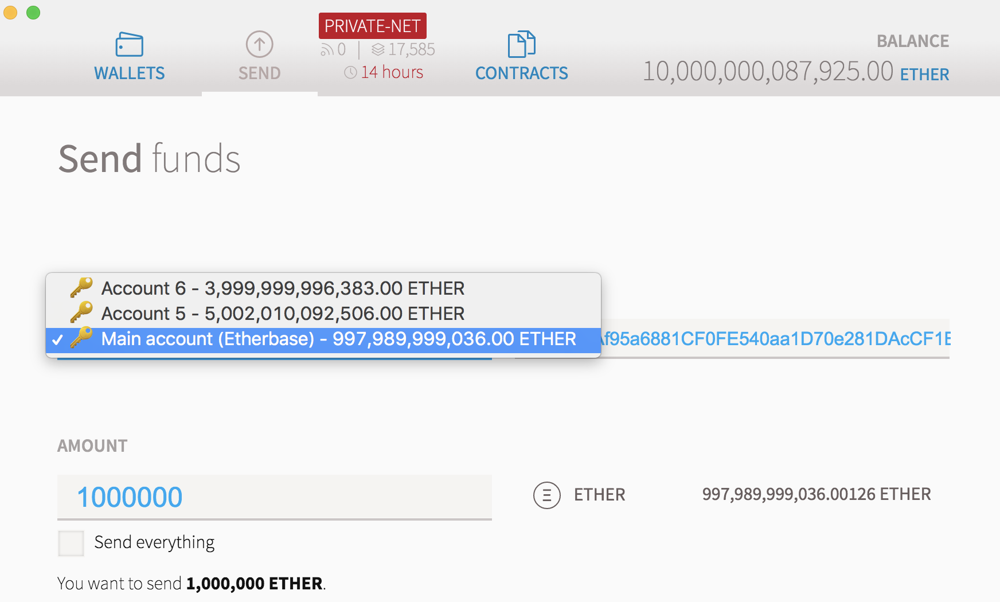 PRIVATE-NET
0 | 17,585
14 hours
WALLETS
SEND
CONTRACTS
BALANCE
10,000,000,087,925.00 ETHER
Send funds
Account 6 - 3,999,999,996,383.00 ETHER
Account 5 - 5,002,010,092,506.00 ETHER
✓ Main account (Etherbase) - 997,989,999,036.00 ETHER
f95a6881CF0FE540aa1D70e281DAcCF1
AMOUNT
1000000
ETHER
997,989,999,036.00126 ETHER
Send everything
You want to send 1,000,000 ETHER.